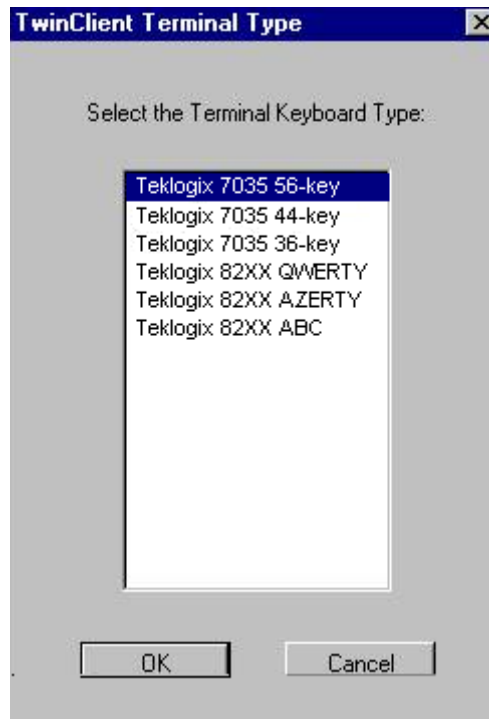 TwinClient Terminal Type
Select the Terminal Keyboard Type:
Teklogix 7035 56-key
Teklogix 7035 44-key
Teklogix 7035 36-key
Teklogix 82XX QWERTY
Teklogix 82XX AZERTY
Teklogix 82XX ABC
OK Cancel